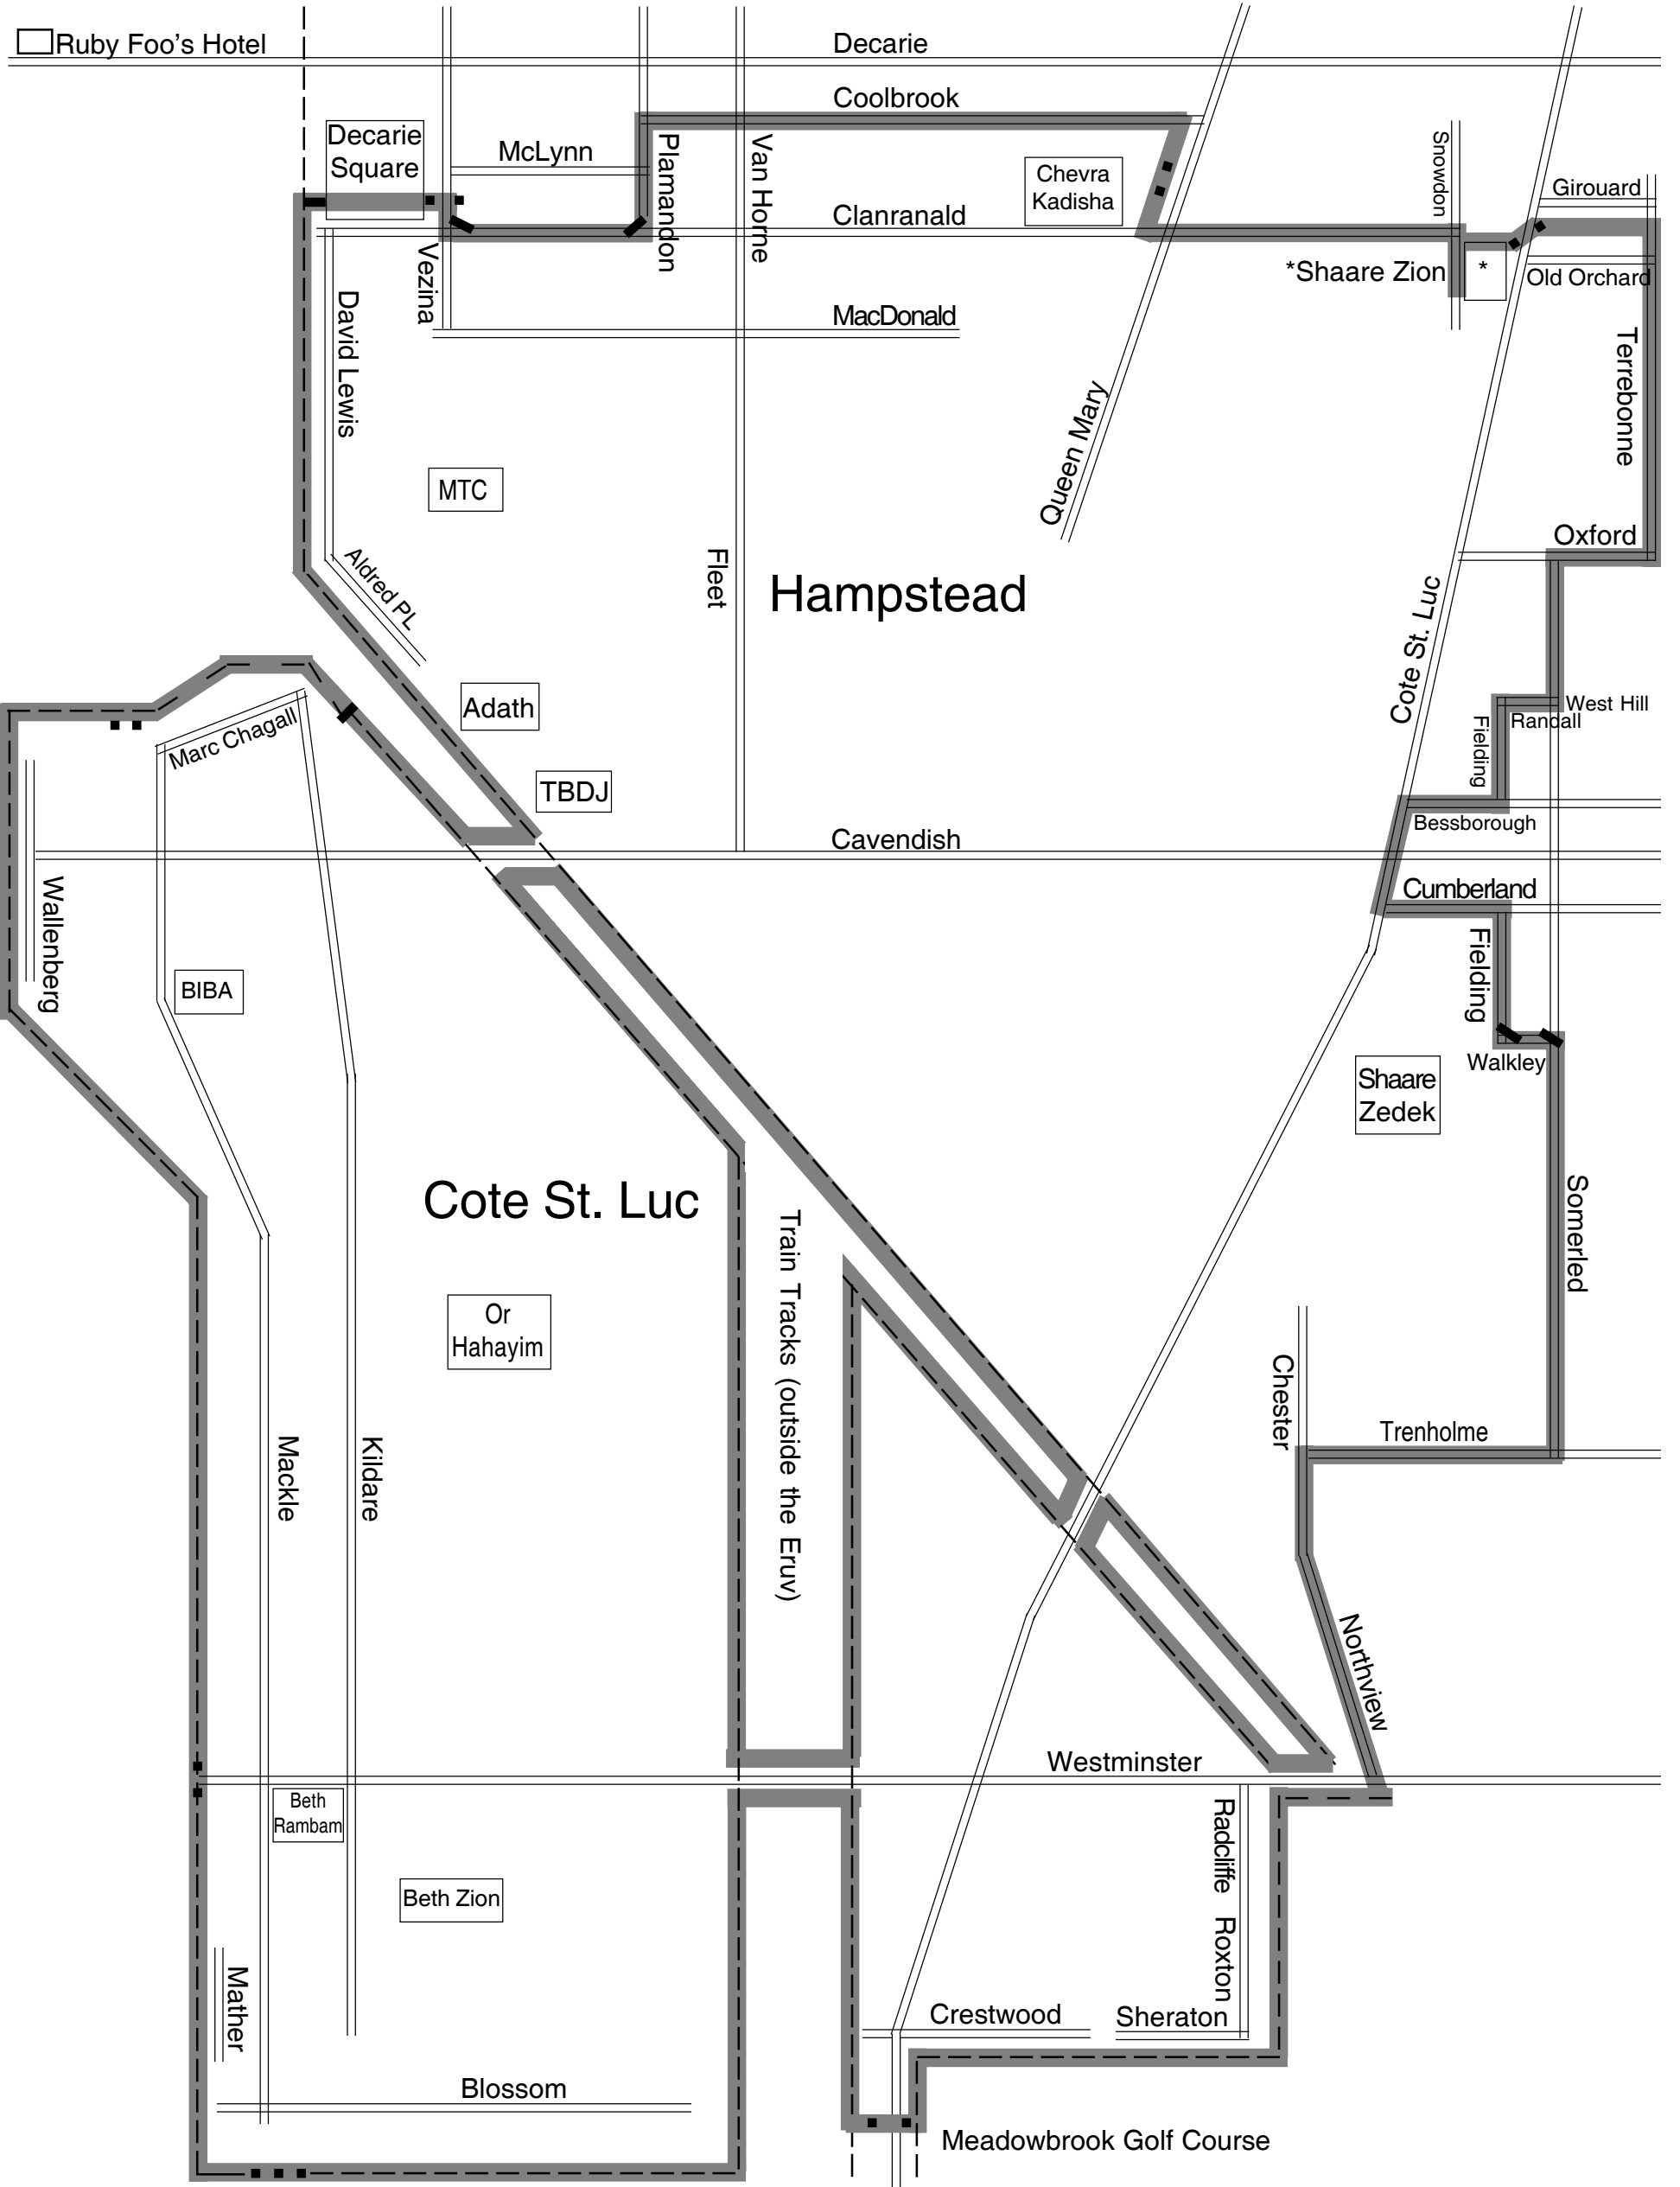 Ruby Foo's Hotel
Decarie
Coolbrook
Decarie
Square
McLynn
Plamandon
Van Horne
Chevra
Kadisha
Snowdon
Girouard
Clanranald
Vezina
*Shaare Zion
*
Old Orchard
David Lewis
MacDonald
Terrebonne
Queen Mary
MTC
Oxford
Aldred PL
Fleet
Hampstead
Cote St. Luc
Adath
West Hill
Randall
Fielding
Marc Chagall
TBDJ
Bessborough
Cavendish
Wallenberg
Cumberland
Fielding
BIBA
Walkley
Shaare
Zedek
Cote St. Luc
Somerled
Train Tracks (outside the Eruv)
Or
Hahayim
Chester
Trenholme
Mackle
Kildare
Northview
Westminster
Beth
Rambam
Radcliffe
Beth Zion
Roxton
Mather
Crestwood
Sheraton
Blossom
Meadowbrook Golf Course